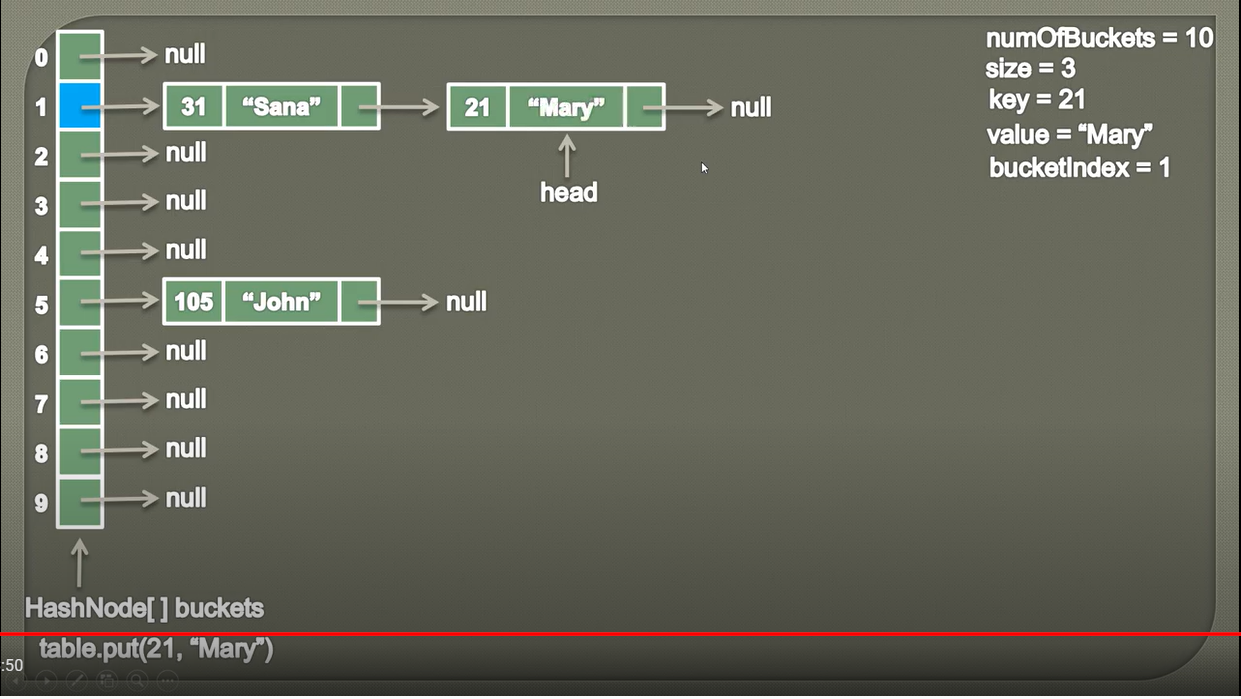 0 null
1 31 “Sana” 21 “Mary” null
head
2 null
3 null
4 null
5 105 “John” null
6 null
7 null
8 null
9 null
HashNode[ ] buckets
table.put(21, “Mary”)
:50
numOfBuckets = 10
size = 3
key = 21
value = “Mary”
bucketIndex = 1